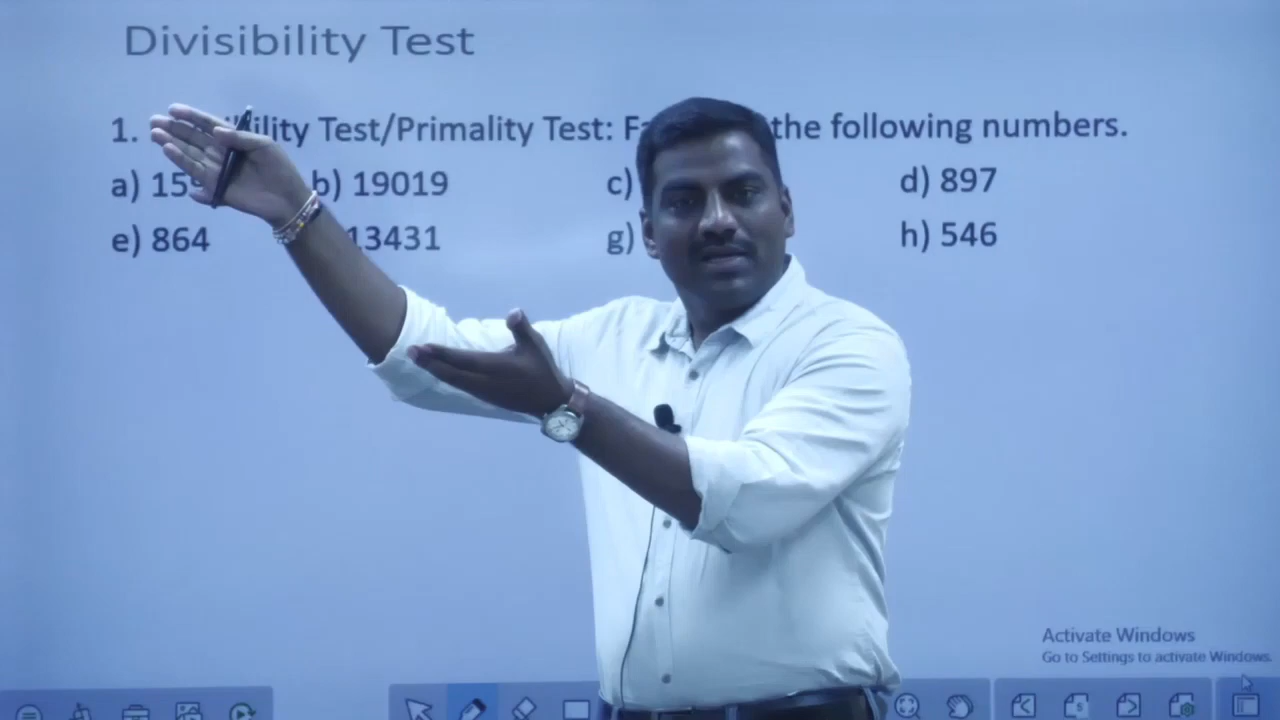 Divisibility Test
1. Test/Primality Test: the following numbers.
a) b) 19019 c) d) 897
e) 864 13431 g) h) 546
Activate Windows
Go to Settings to activate Windows.